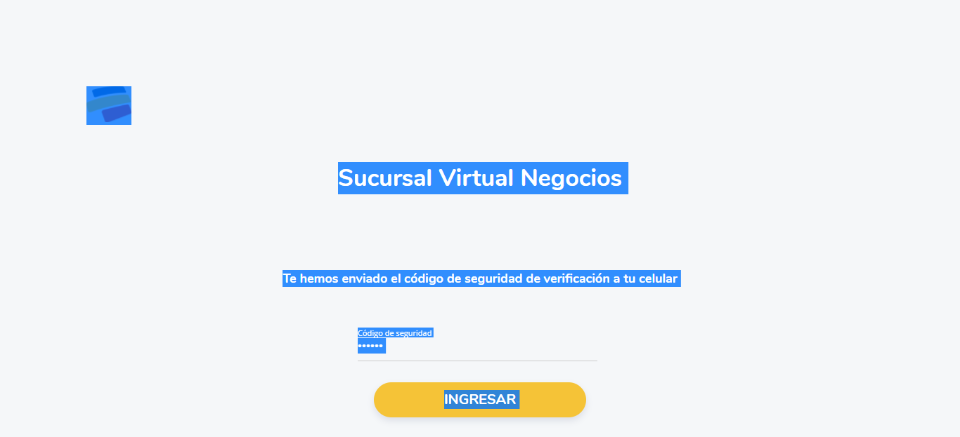 Sucursal Virtual Negocios
Te hemos enviado el código de seguridad de verificación a tu celular
Código de seguridad
••••••
INGRESAR